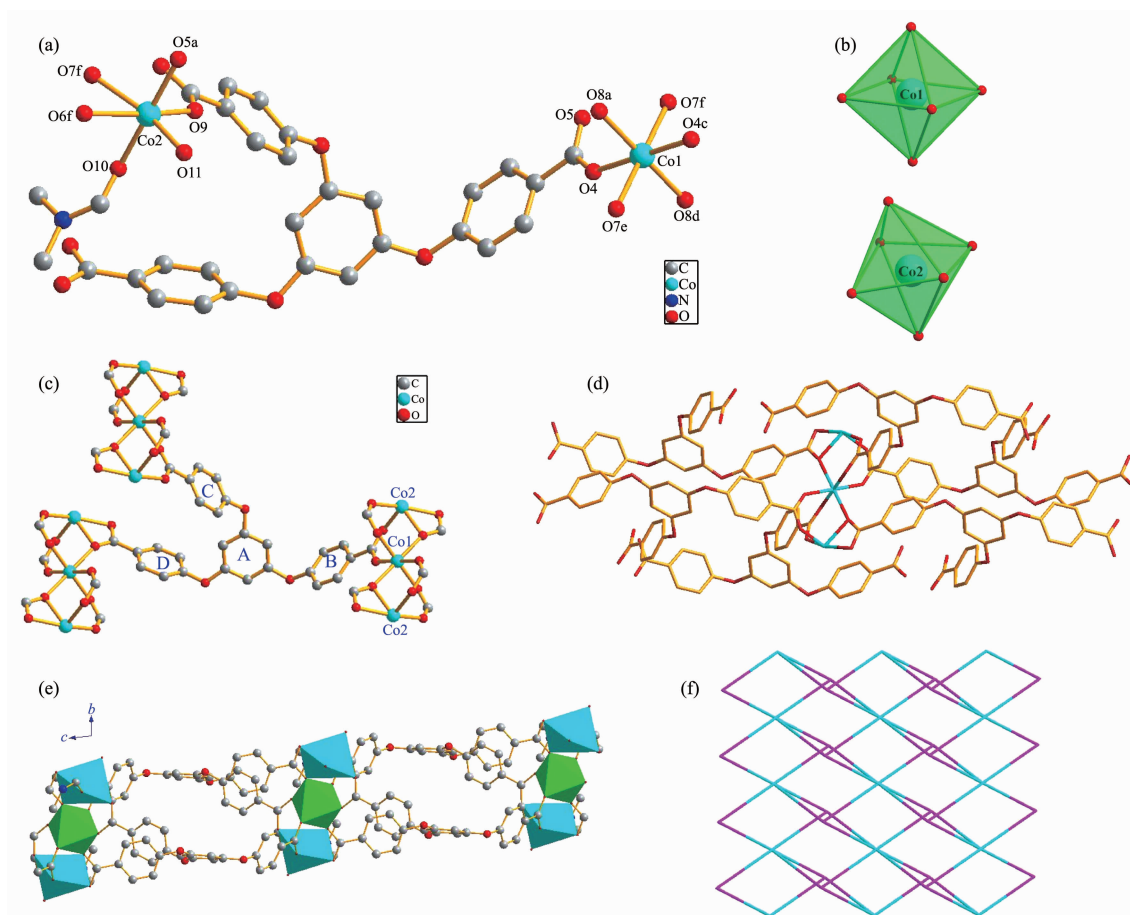 (a)
O5a
O7f
O6f
Co2
O9
O10
O11
O8a
O7f
O5
O4c
Co1
O4
O8d
O7e
C
Co
N
O
(b)
Co1
Co2
(c)
C
Co
O
C
Co2
Co1
A
B
D
Co2
(d)
(e)
b
c
(f)